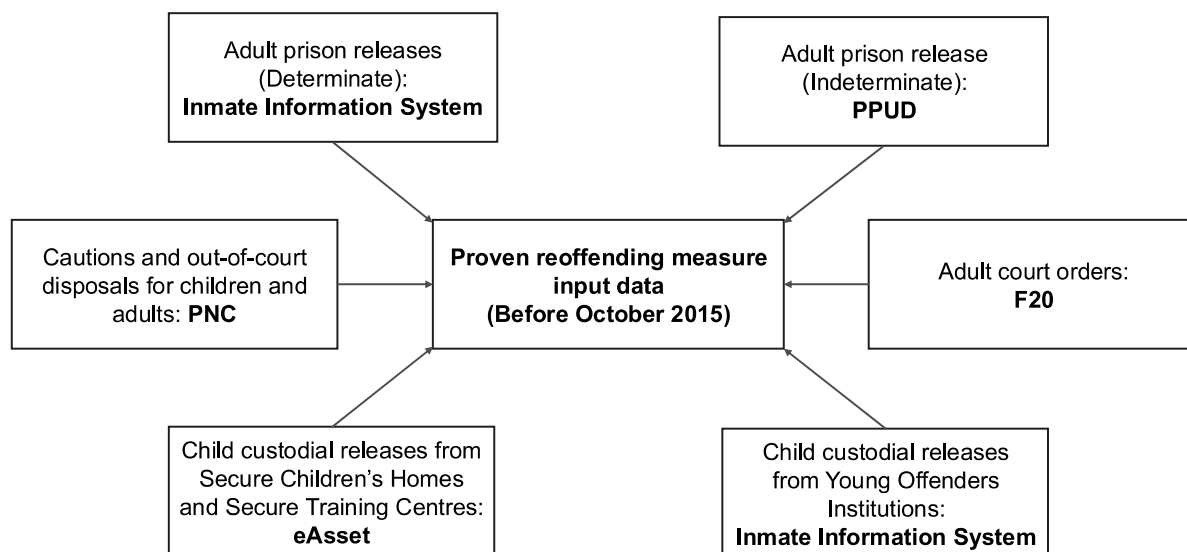 Adult prison releases
(Determinate):
Inmate Information System
Adult prison release
(Indeterminate):
PPUD
Cautions and out-of-court
disposals for children and
adults: PNC
Proven reoffending measure
input data
(Before October 2015)
Adult court orders:
F20
Child custodial releases from
Secure Children’s Homes
and Secure Training Centres:
eAsset
Child custodial releases
from Young Offenders
Institutions:
Inmate Information System